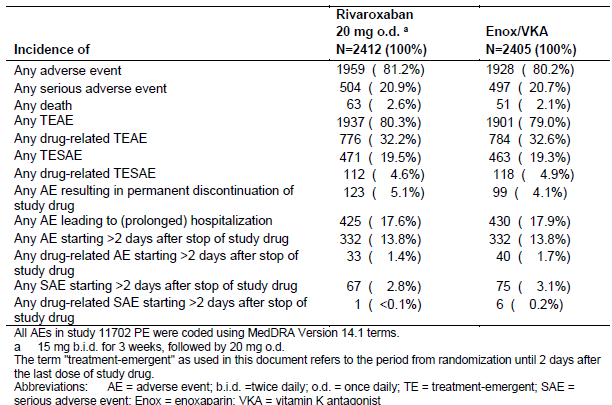 Rivaroxaban
20 mg o.d. a Enox/VKA
Incidence of N=2412 (100%) N=2405 (100%)
Any adverse event 1959 ( 81.2%) 1928 ( 80.2%)
Any serious adverse event 504 ( 20.9%) 497 ( 20.7%)
Any death 63 ( 2.6%) 51 ( 2.1%)
Any TEAE 1937 ( 80.3%) 1901 ( 79.0%)
Any drug-related TEAE 776 ( 32.2%) 784 ( 32.6%)
Any TESAE 471 ( 19.5%) 463 ( 19.3%)
Any drug-related TESAE 112 ( 4.6%) 118 ( 4.9%)
Any AE resulting in permanent discontinuation of 123 ( 5.1%) 99 ( 4.1%)
study drug
Any AE leading to (prolonged) hospitalization 425 ( 17.6%) 430 ( 17.9%)
Any AE starting >2 days after stop of study drug 332 ( 13.8%) 332 ( 13.8%)
Any drug-related AE starting >2 days after stop of 33 ( 1.4%) 40 ( 1.7%)
study drug
Any SAE starting >2 days after stop of study drug 67 ( 2.8%) 75 ( 3.1%)
Any drug-related SAE starting >2 days after stop of 1 ( <0.1%) 6 ( 0.2%)
study drug
All AEs in study 11702 PE were coded using MedDRA Version 14.1 terms.
a 15 mg b.i.d. for 3 weeks, followed by 20 mg o.d.
The term "treatment-emergent" as used in this document refers to the period from randomization until 2 days after
the last dose of study drug.
Abbreviations: AE = adverse event; b.i.d. =twice daily; o.d. = once daily; TE = treatment-emergent; SAE =
serious adverse event; Enox = enoxaparin; VKA = vitamin K antagonist